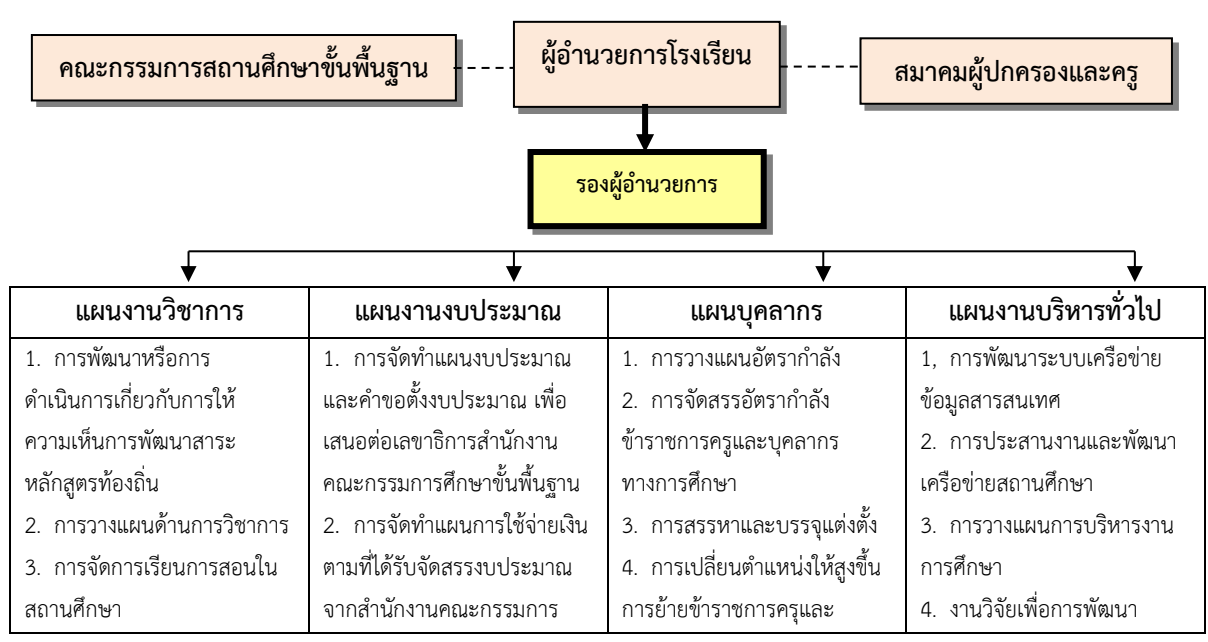 คณะกรรมการสถานศึกษาขั้นพื้นฐาน
ผู้อำนวยการโรงเรียน
สมาคมผู้ปกครองและครู
รองผู้อำนวยการ
แผนงานวิชาการ
1. การพัฒนาหรือการ
ดำเนินการเกี่ยวกับการให้
ความเห็นการพัฒนาสาระ
หลักสูตรท้องถิ่น
2. การวางแผนด้านการวิชาการ
3. การจัดการเรียนการสอนใน
สถานศึกษา
แผนงานงบประมาณ
1. การจัดทำแผนงบประมาณ
และคำขอตั้งงบประมาณ เพื่อ
เสนอต่อเลขาธิการสำนักงาน
คณะกรรมการศึกษาขั้นพื้นฐาน
2. การจัดทำแผนการใช้จ่ายเงิน
ตามที่ได้รับจัดสรรงบประมาณ
จากสำนักงานคณะกรรมการ
แผนบุคลากร
1. การวางแผนอัตรากำลัง
2. การจัดสรรอัตรากำลัง
ข้าราชการครูและบุคลากร
ทางการศึกษา
3. การสรรหาและบรรจุแต่งตั้ง
4. การเปลี่ยนตำแหน่งให้สูงขึ้น
การย้ายข้าราชการครุและ
แผนงานบริหารทั่วไป
1, การพัฒนาระบบเครือข่าย
ข้อมูลสารสนเทศ
2. การประสานงานและพัฒนา
เครือข่ายสถานศึกษา
3. การวางแผนการบริหารงาน
การศึกษา
4. งานวิจัยเพื่อการพัฒนา